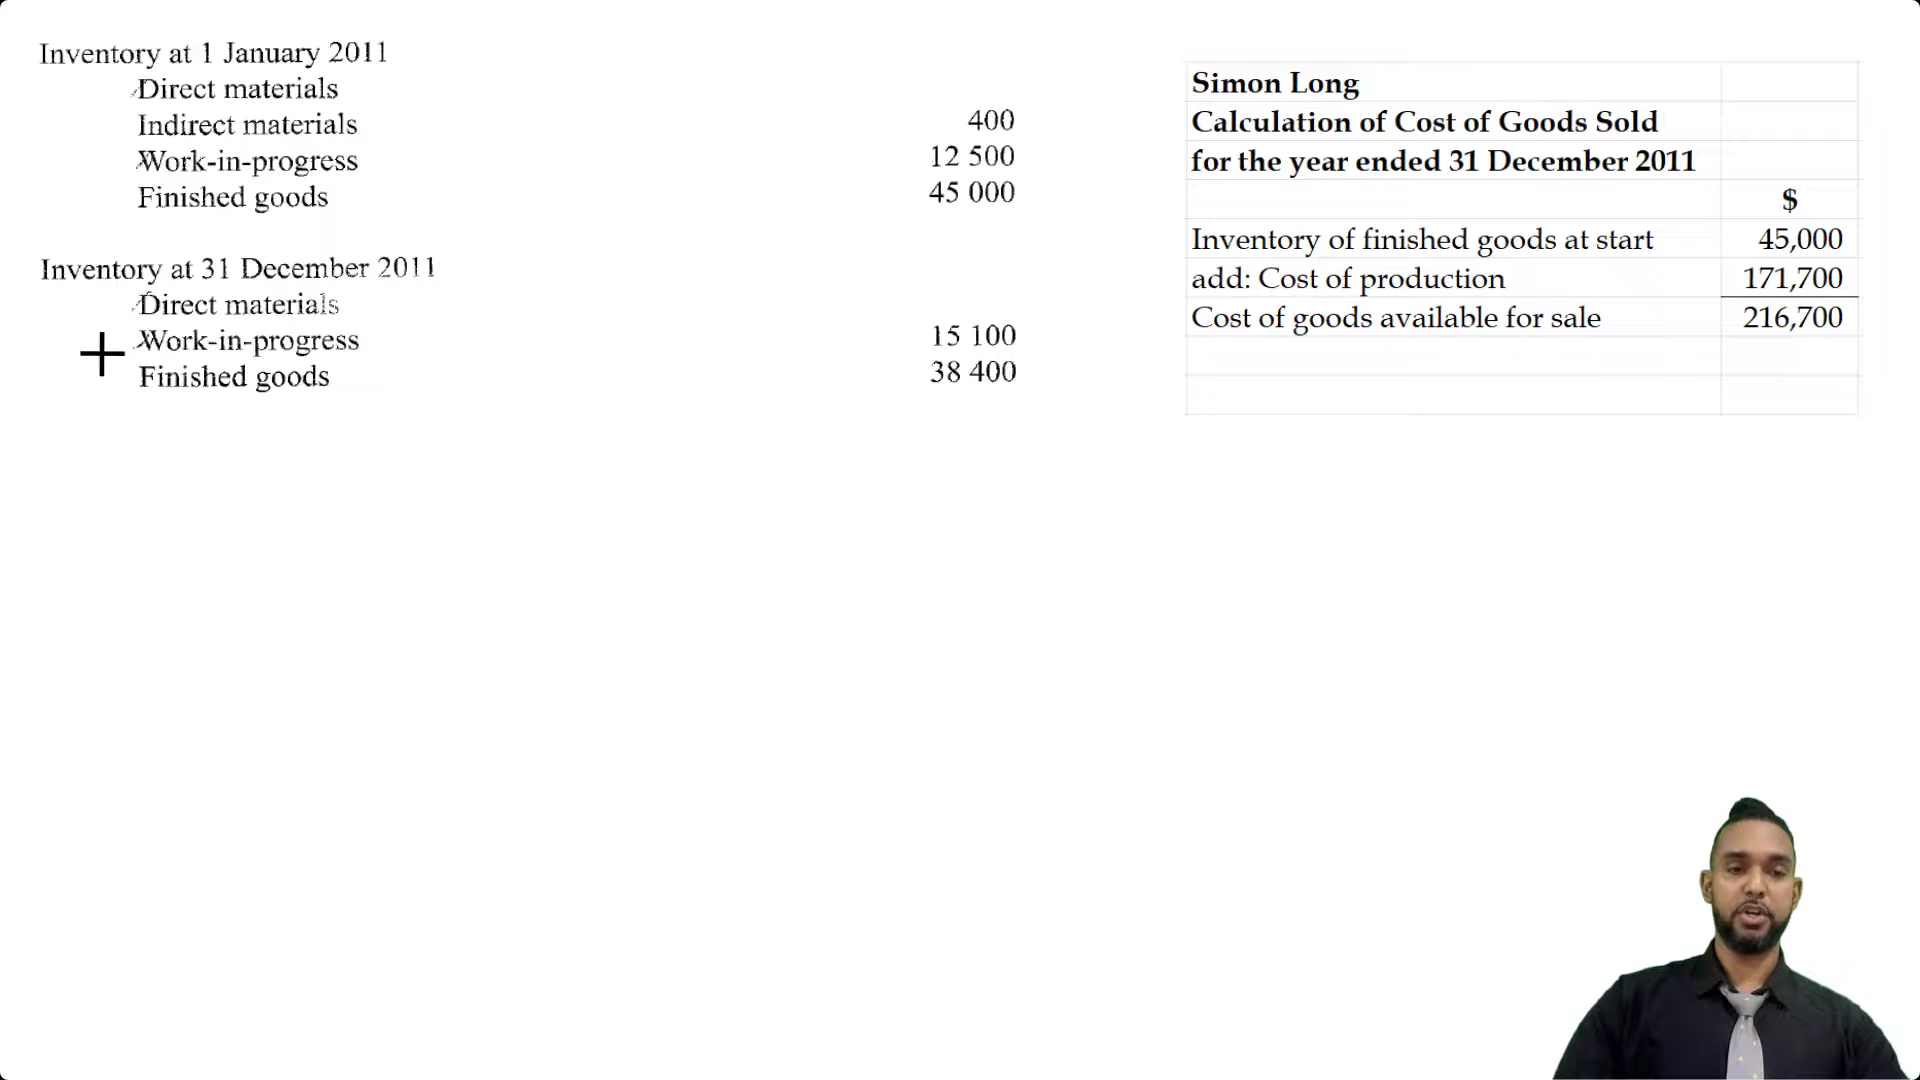 Inventory at 1 January 2011
Direct materials
Indirect materials 400
Work-in-progress 12 500
Finished goods 45 000
Inventory at 31 December 2011
Direct materials
Work-in-progress 15 100
Finished goods 38 400
Simon Long
Calculation of Cost of Goods Sold
for the year ended 31 December 2011
$
Inventory of finished goods at start 45,000
add: Cost of production 171,700
Cost of goods available for sale 216,700